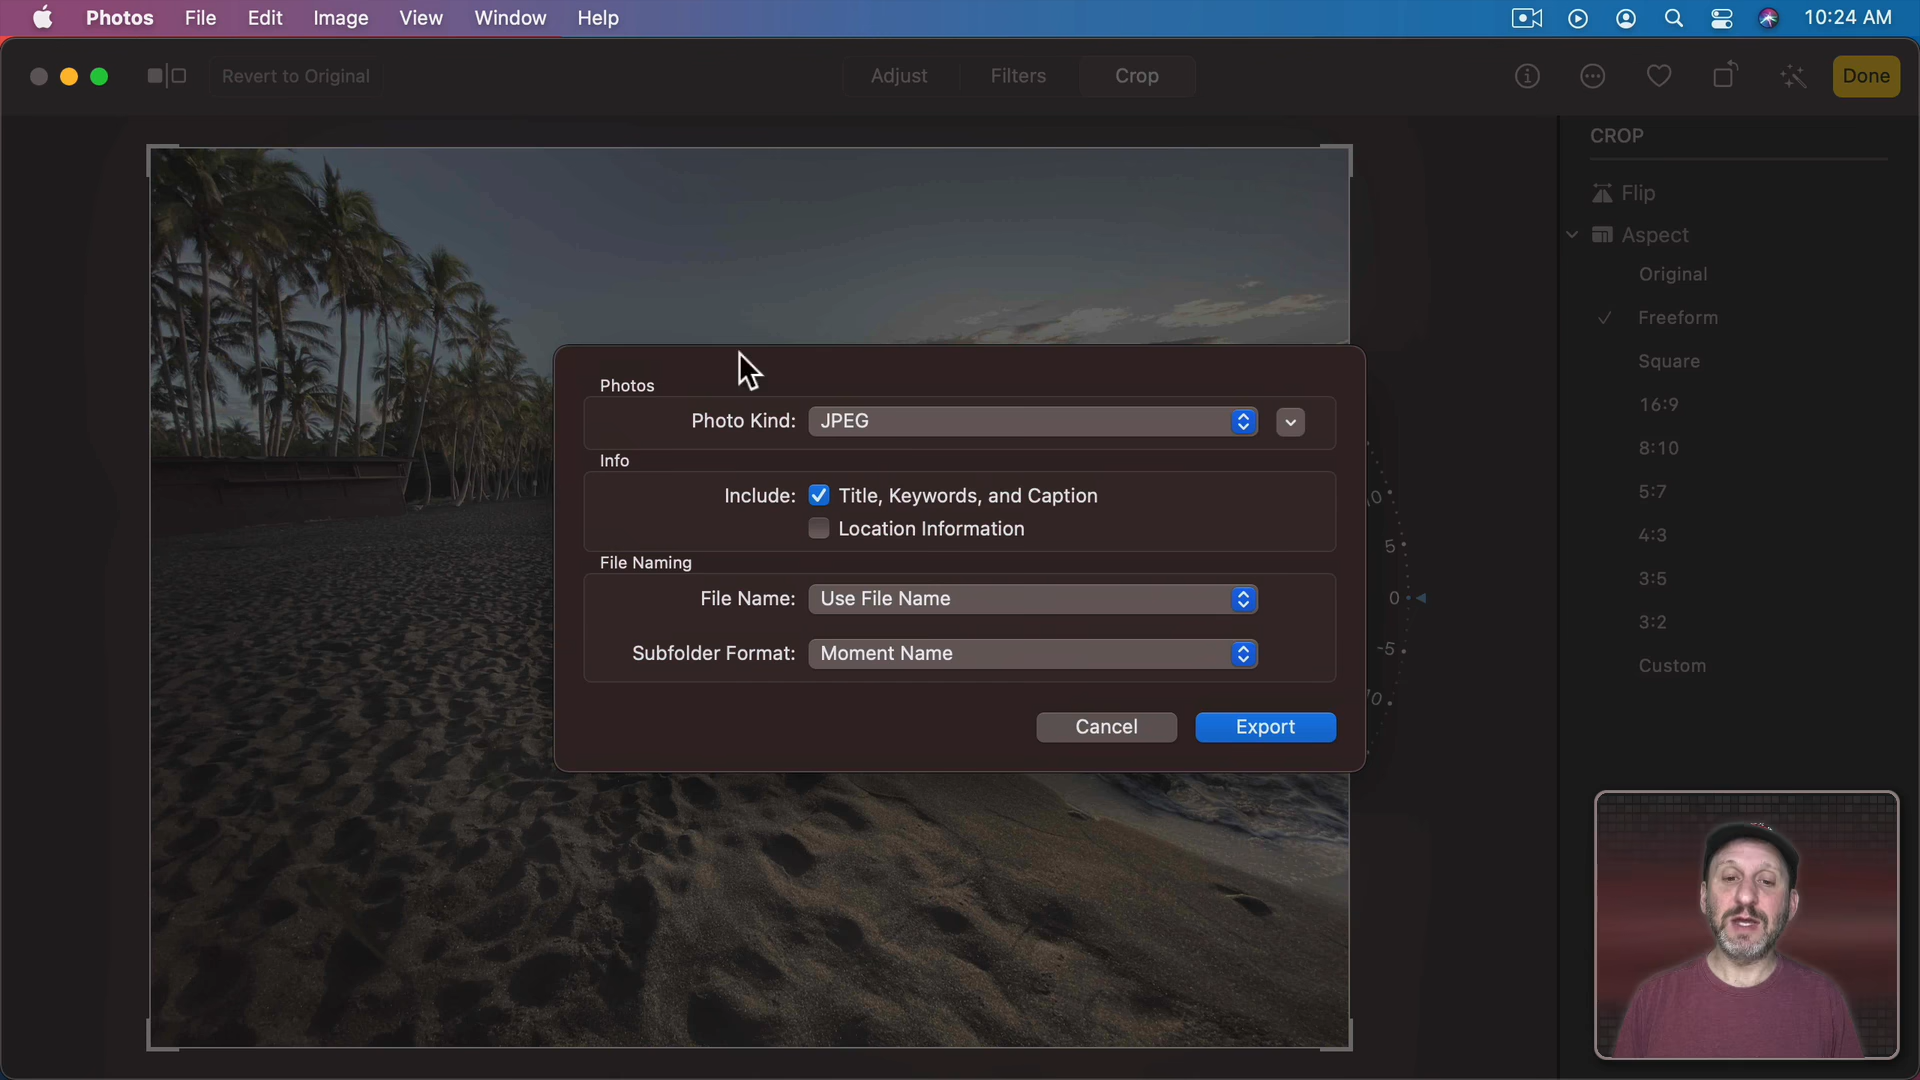 Photos File Edit Image View Window Help 10:24 AM
Revert to Original Adjust Filters Crop Done
CROP
Flip
Aspect
Original
Freeform
Square
16:9
8:10
5:7
4:3
3:5
3:2
Custom
Photos
Photo Kind: JPEG
Info
Include: Title, Keywords, and Caption
Location Information
File Naming
File Name: Use File Name
Subfolder Format: Moment Name
Cancel Export
5
0
-5